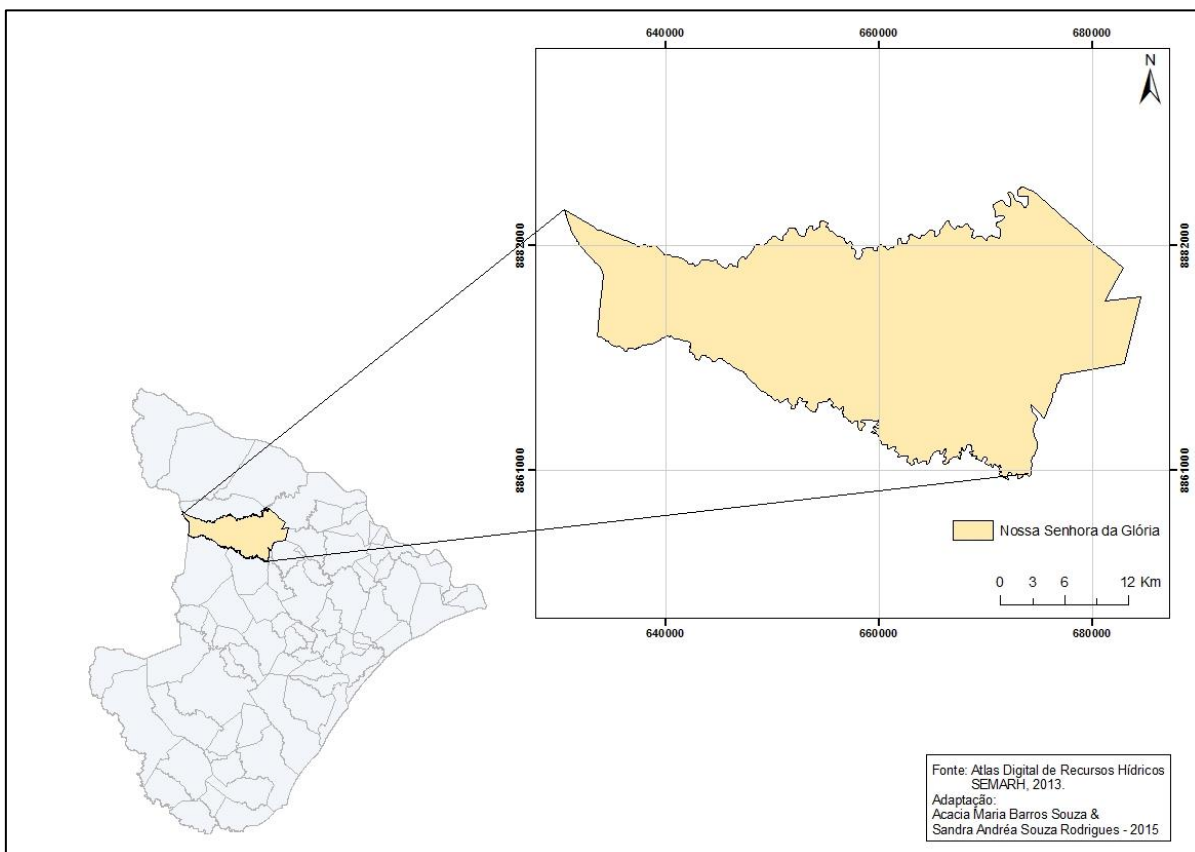 640000 660000 680000
N
8882000 8882000
8861000 8861000
Nossa Senhora da Glória
0 3 6 12 Km
640000 660000 680000
Fonte: Atlas Digital de Recursos Hídricos
SEMARH, 2013.
Adaptação:
Acacia Maria Barros Souza &
Sandra Andréa Souza Rodrigues - 2015